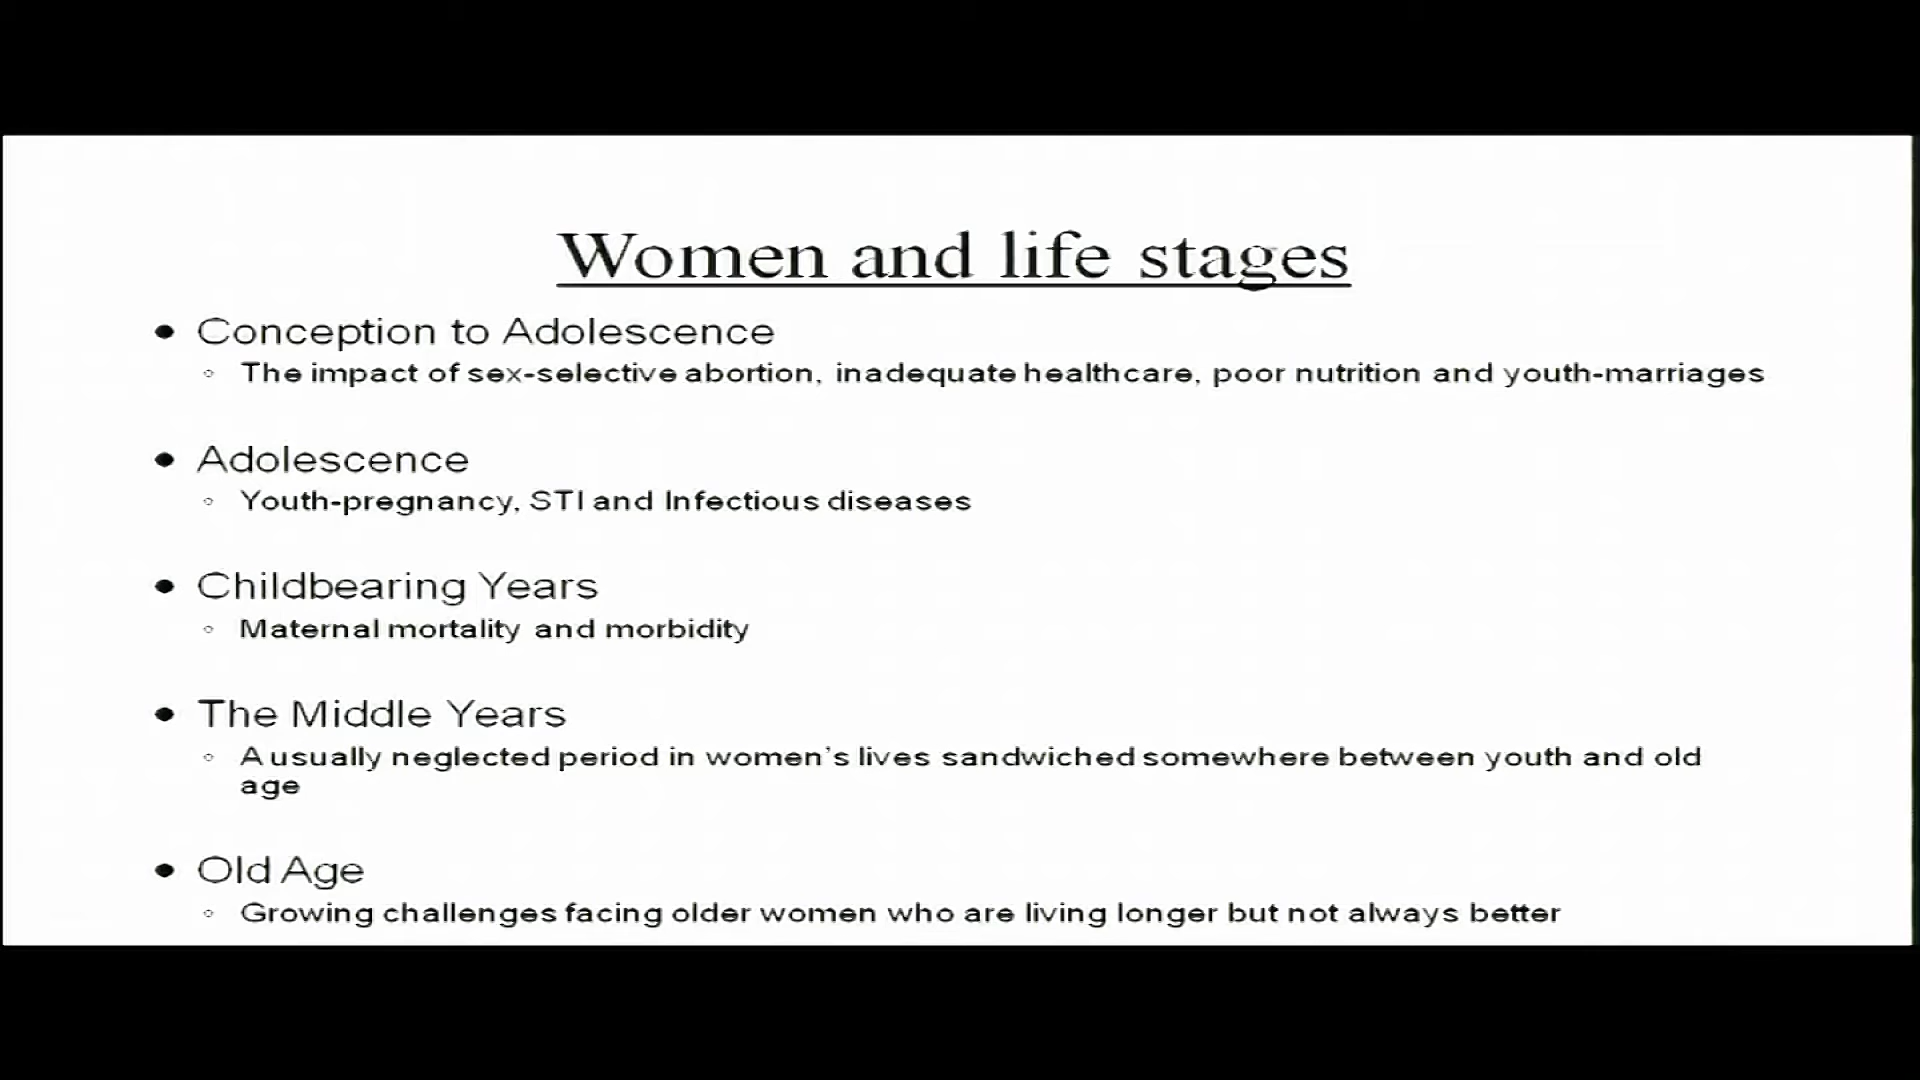 Women and life stages
• Conception to Adolescence
◦ The impact of sex-selective abortion, inadequate healthcare, poor nutrition and youth-marriages
• Adolescence
◦ Youth-pregnancy, STI and Infectious diseases
• Childbearing Years
◦ Maternal mortality and morbidity
• The Middle Years
◦ A usually neglected period in women's lives sandwiched somewhere between youth and old
age
• Old Age
◦ Growing challenges facing older women who are living longer but not always better